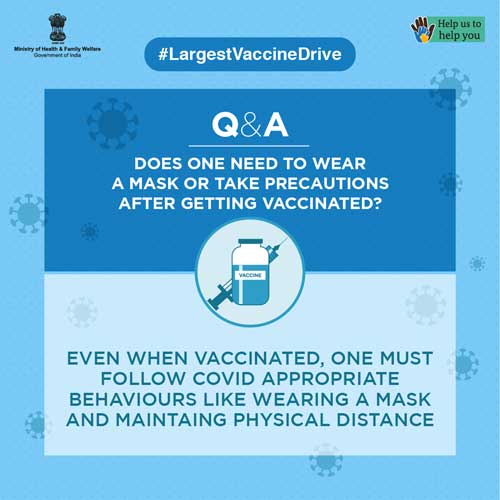 Ministry of Health & Family Welfare
Government of India
#LargestVaccineDrive
Help us to
help you
Q&A
DOES ONE NEED TO WEAR
A MASK OR TAKE PRECAUTIONS
AFTER GETTING VACCINATED?
VACCINE
EVEN WHEN VACCINATED, ONE MUST
FOLLOW COVID APPROPRIATE
BEHAVIOURS LIKE WEARING A MASK
AND MAINTAING PHYSICAL DISTANCE